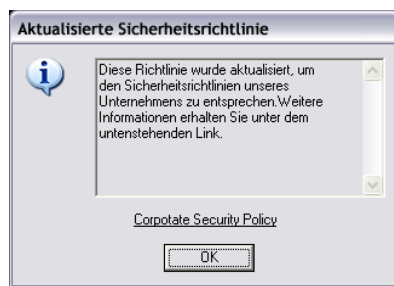 Aktualisierte Sicherheitsrichtlinie
Diese Richtlinie wurde aktualisiert, um
den Sicherheitsrichtlinien unseres
Unternehmens zu entsprechen.Weitere
Informationen erhalten Sie unter dem
untenstehenden Link.
Corpotate Security Policy
OK